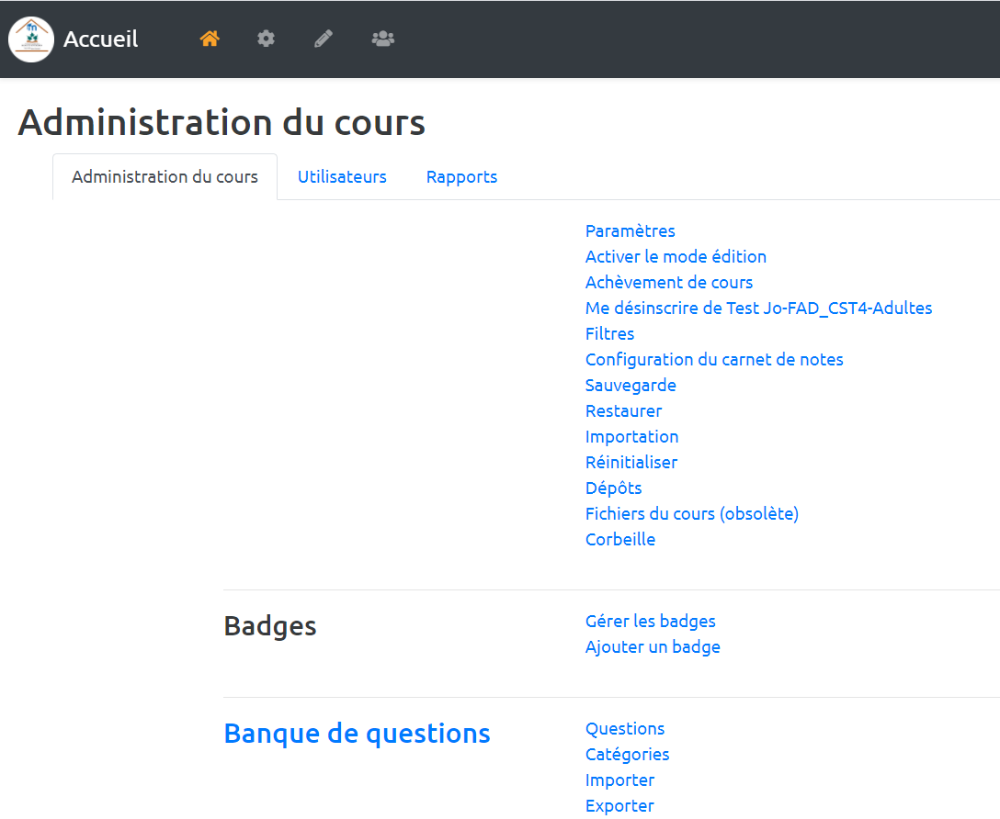 Accueil
Administration du cours
Administration du cours
Utilisateurs
Rapports
Paramètres
Activer le mode édition
Achèvement de cours
Me désinscrire de Test Jo-FAD_CST4-Adultes
Filtres
Configuration du carnet de notes
Sauvegarde
Restaurer
Importation
Réinitialiser
Dépôts
Fichiers du cours (obsolète)
Corbeille
Badges
Gérer les badges
Ajouter un badge
Banque de questions
Questions
Catégories
Importer
Exporter